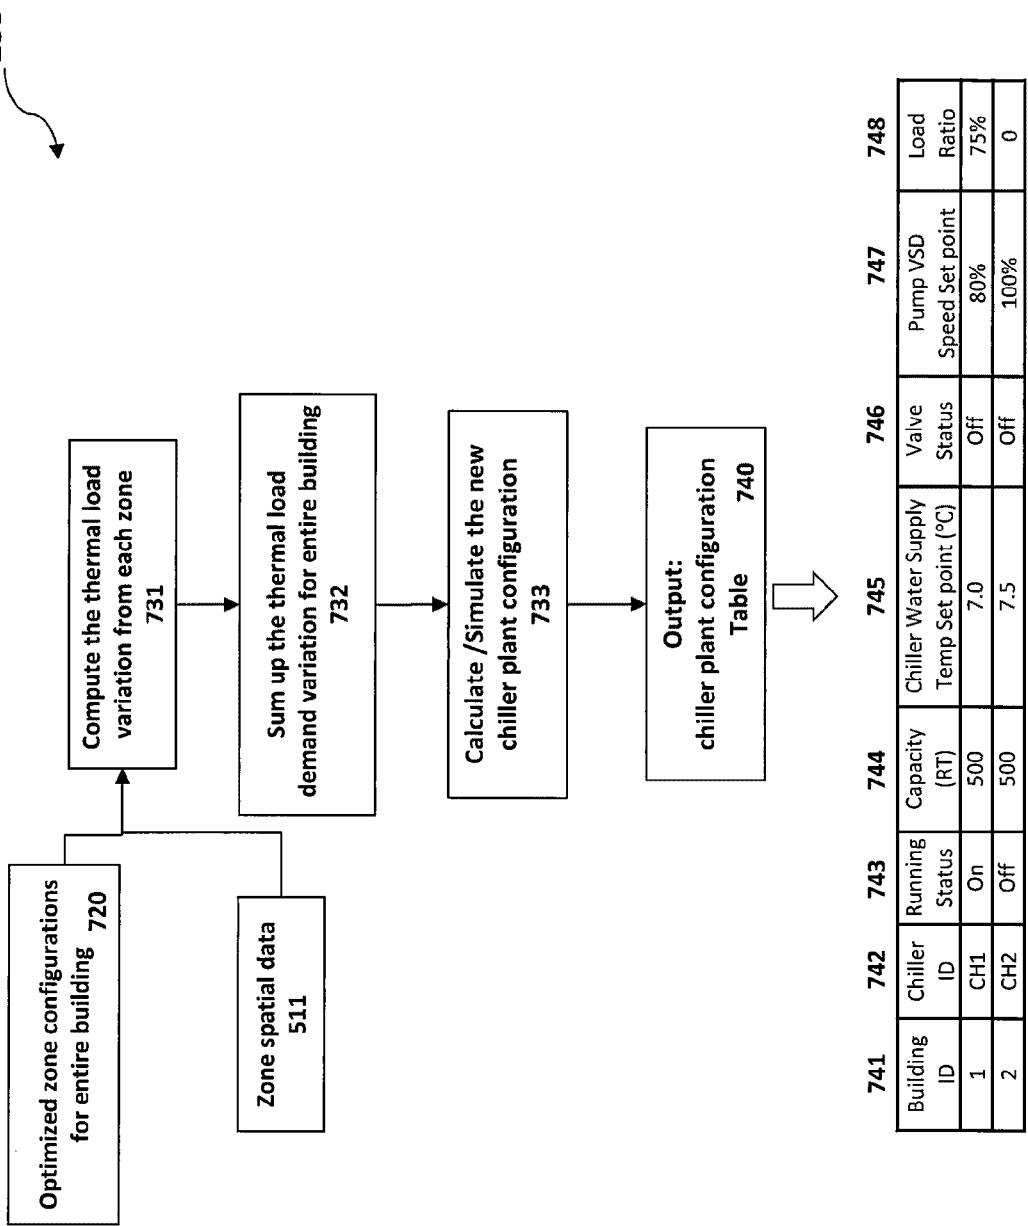 Optimized zone configurations
for entire building 720
Zone spatial data
511
Compute the thermal load
variation from each zone
731
Sum up the thermal load
demand variation for entire building
732
Calculate /Simulate the new
chiller plant configuration
733
Output:
chiller plant configuration
Table 740
741 742 743 744 745 746 747 748
Building ID Chiller ID Running Status Capacity (RT) Chiller Water Supply Temp Set point (°C) Valve Status Pump VSD Speed Set point Load Ratio
1 CH1 On 500 7.0 Off 80% 75%
2 CH2 Off 500 7.5 Off 100% 0